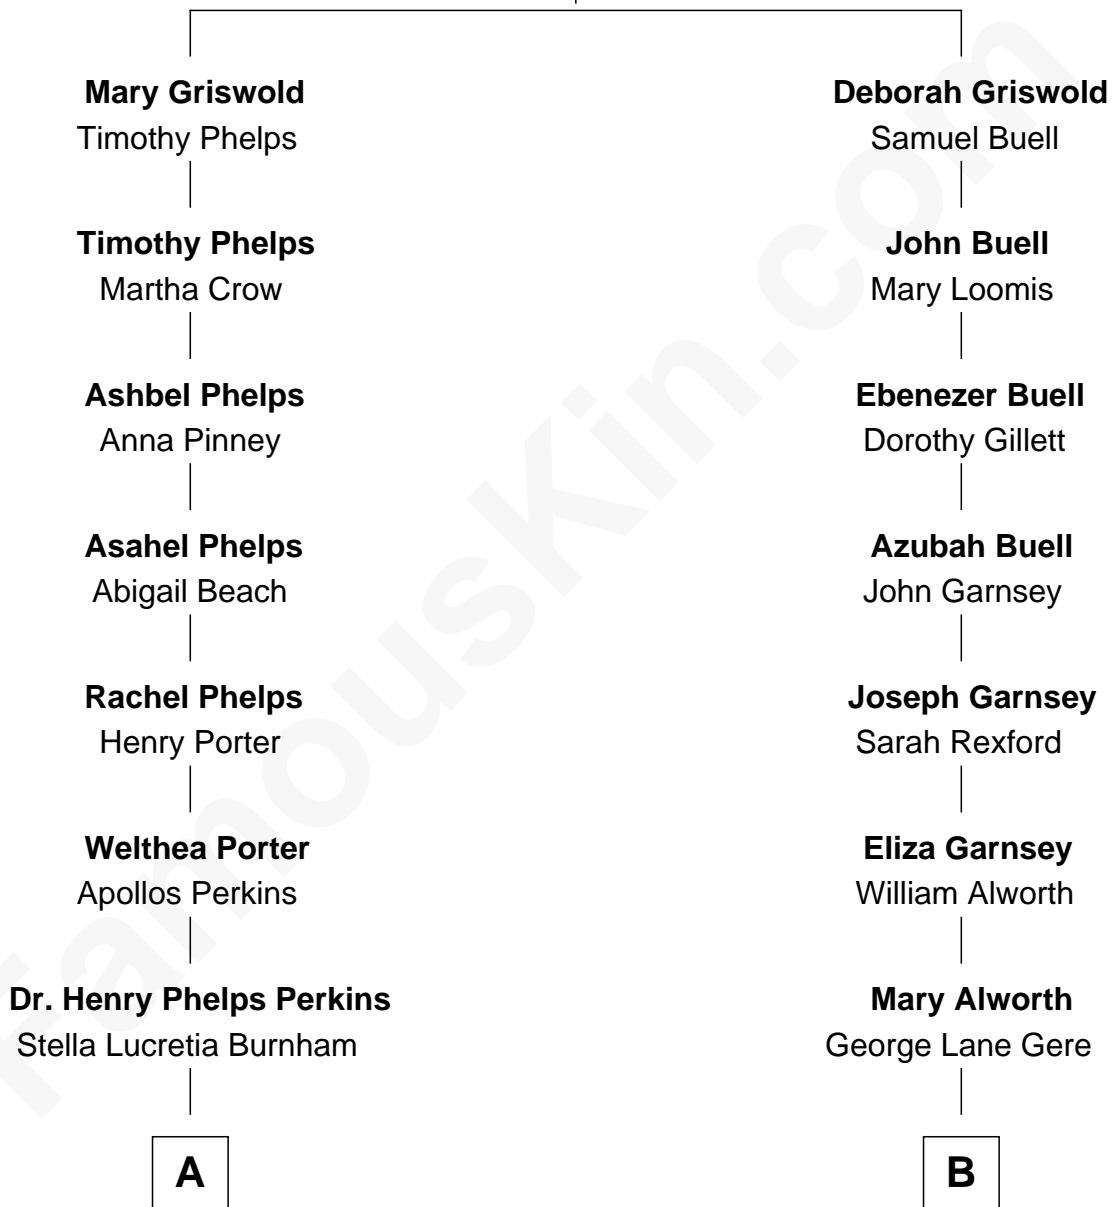 Mary Griswold
Timothy Phelps
Deborah Griswold
Samuel Buell
Timothy Phelps
Martha Crow
John Buell
Mary Loomis
Ashbel Phelps
Anna Pinney
Ebenezer Buell
Dorothy Gillett
Asahel Phelps
Abigail Beach
Azubah Buell
John Garnsey
Rachel Phelps
Henry Porter
Joseph Garnsey
Sarah Rexford
Welthea Porter
Apollos Perkins
Eliza Garnsey
William Alworth
Dr. Henry Phelps Perkins
Stella Lucretia Burnham
Mary Alworth
George Lane Gere
A
B
FamousKin.com